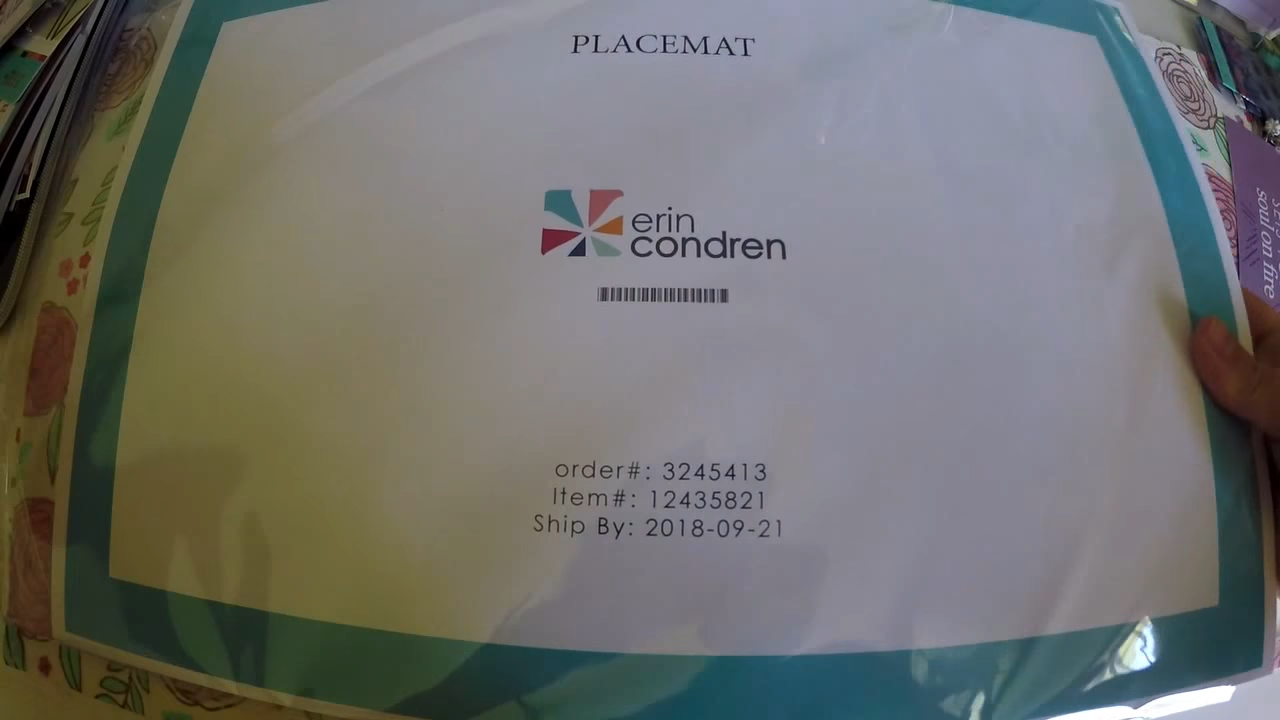 PLACEMAT
erin
condren
order#: 3245413
Item#: 12435821
Ship By: 2018-09-21
soul on fire